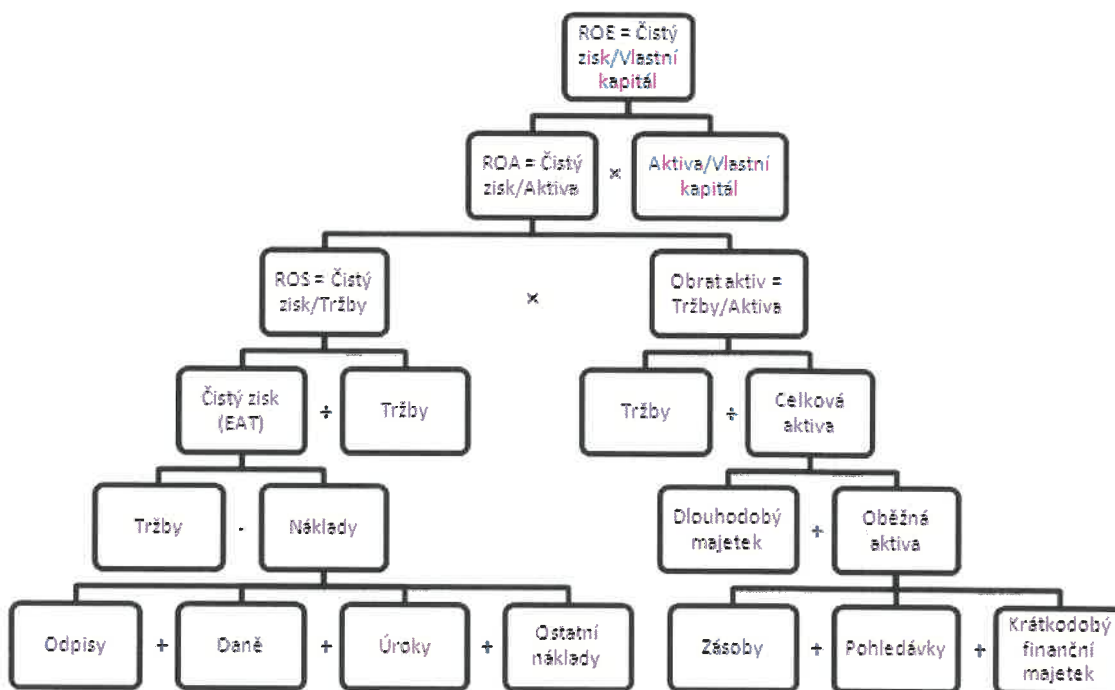 ROE = Čistý
zisk/Vlastní
kapitál
ROA = Čistý
zisk/Aktiva
×
Aktiva/Vlastní
kapitál
ROS = Čistý
zisk/Tržby
×
Obrat aktiv =
Tržby/Aktiva
Čistý zisk
(EAT)
÷
Tržby
Tržby
÷
Celková
aktiva
Tržby
-
Náklady
Dlouhodobý
majetek
+
Oběžná
aktiva
Odpisy
+
Daně
+
Úroky
+
Ostatní
náklady
Zásoby
+
Pohledávky
+
Krátkodobý
finanční
majetek